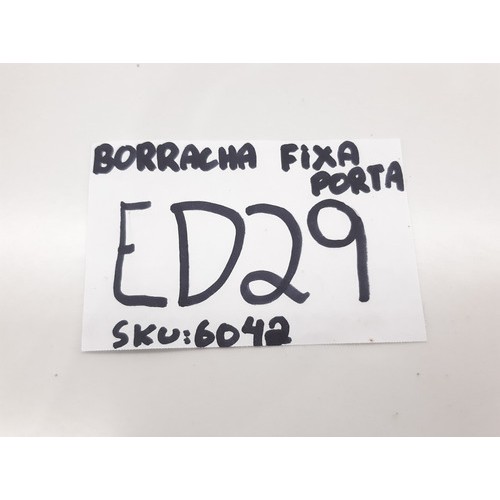 BORRACHA FiXA
PORTA
ED29
SKU:6042